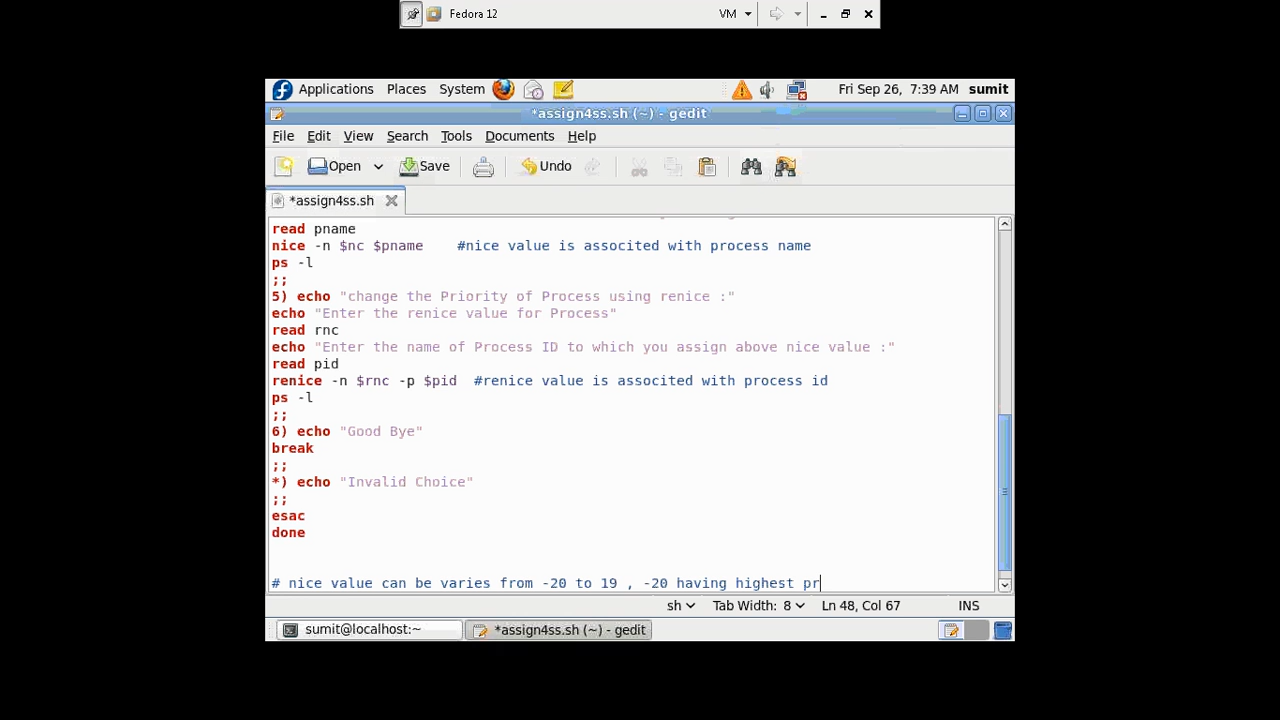 Fedora 12
VM
Applications Places System
Fri Sep 26, 7:39 AM sumit
*assign4ss.sh (~) - gedit
File Edit View Search Tools Documents Help
Open Save Undo
*assign4ss.sh
read pname
nice -n $nc $pname #nice value is associted with process name
ps -l
;;
5) echo "change the Priority of Process using renice :"
echo "Enter the renice value for Process"
read rnc
echo "Enter the name of Process ID to which you assign above nice value :"
read pid
renice -n $rnc -p $pid #renice value is associted with process id
ps -l
;;
6) echo "Good Bye"
break
;;
*) echo "Invalid Choice"
;;
esac
done
# nice value can be varies from -20 to 19 , -20 having highest pr
sh Tab Width: 8 Ln 48, Col 67 INS
sumit@localhost:~ *assign4ss.sh (~) - gedit